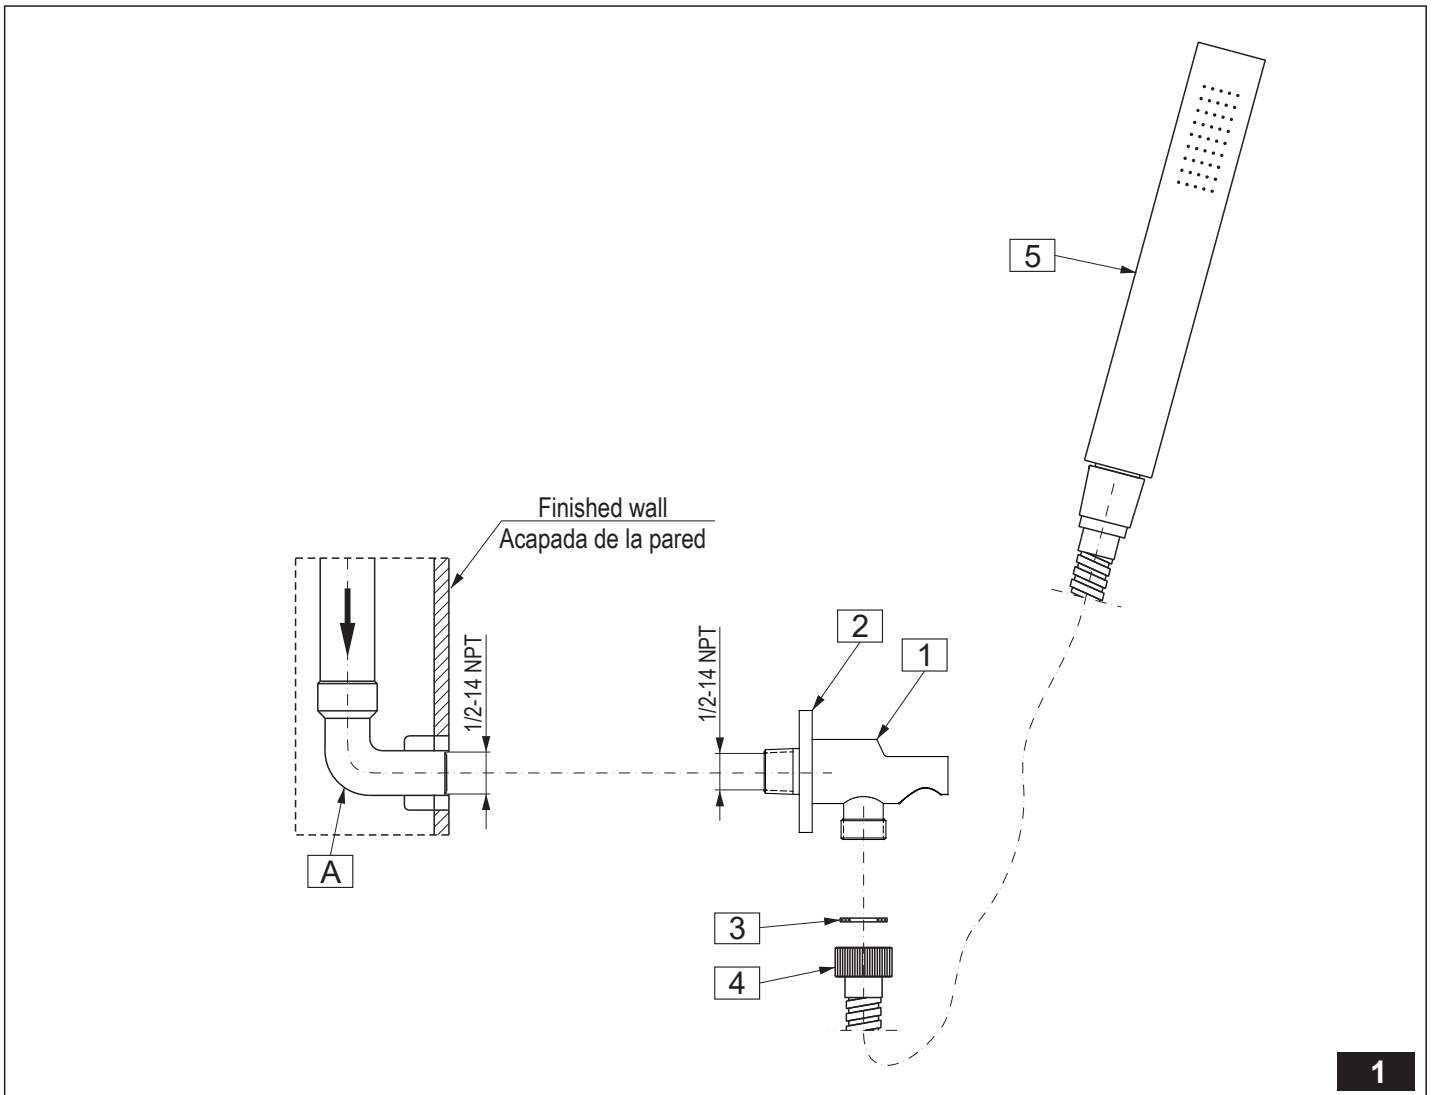 5
Finished wall
Acapada de la pared
2
1
1/2-14 NPT
1/2-14 NPT
A
3
4
1